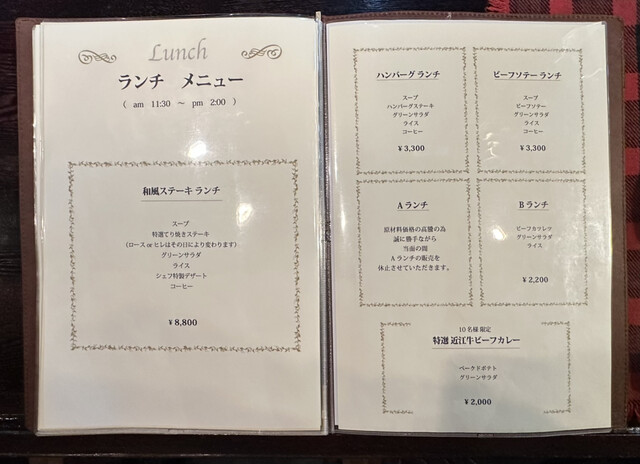 Lunch
ランチ メニュー
( am 11:30 ～ pm 2:00 )
和風ステーキ ランチ
スープ
特選てり焼きステーキ
(ロース or ヒレはその日により変わります)
グリーンサラダ
ライス
シェフ特製デザート
コーヒー
¥8,800
ハンバーグ ランチ
スープ
ハンバーグステーキ
グリーンサラダ
ライス
コーヒー
¥3,300
ビーフソテー ランチ
スープ
ビーフソテー
グリーンサラダ
ライス
コーヒー
¥3,300
A ランチ
原材料価格の高騰の為
誠に勝手ながら
当面の間
A ランチの販売を
休止させていただきます。
B ランチ
ビーフカツレツ
グリーンサラダ
ライス
¥2,200
10名様 限定
特選 近江牛ビーフカレー
ベークドポテト
グリーンサラダ
¥2,000